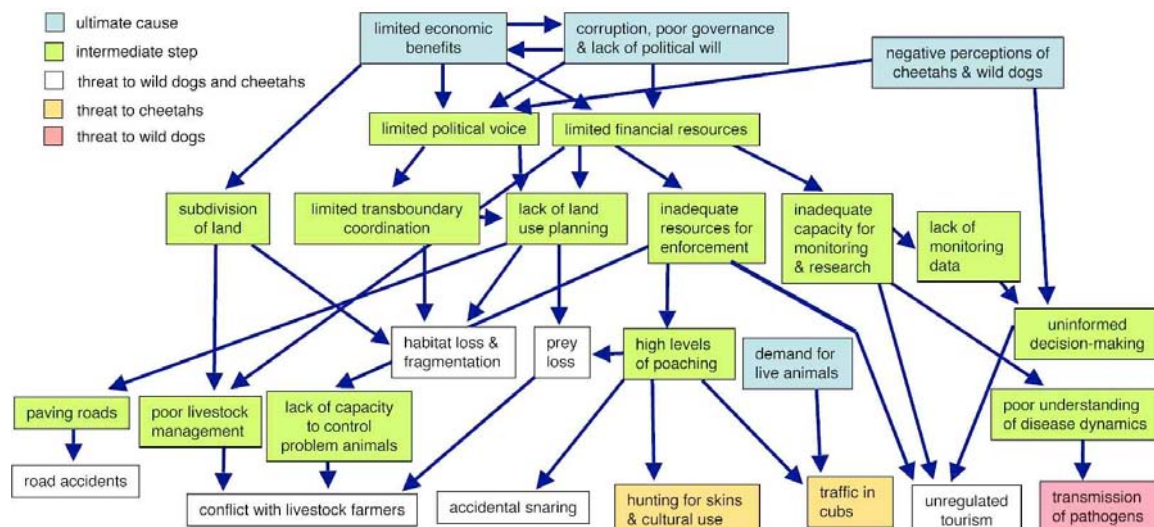 ultimate cause
intermediate step
threat to wild dogs and cheetahs
threat to cheetahs
threat to wild dogs
limited economic
benefits
corruption, poor governance
& lack of political will
negative perceptions of
cheetahs & wild dogs
limited political voice
limited financial resources
subdivision
of land
limited transboundary
coordination
lack of land
use planning
inadequate
resources for
enforcement
inadequate
capacity for
monitoring
& research
lack of
monitoring
data
habitat loss &
fragmentation
prey
loss
high levels
of poaching
demand for
live animals
uninformed
decision-making
paving roads
poor livestock
management
lack of capacity
to control
problem animals
poor understanding
of disease dynamics
road accidents
conflict with livestock farmers
accidental snaring
hunting for skins
& cultural use
traffic in
cubs
unregulated
tourism
transmission
of pathogens